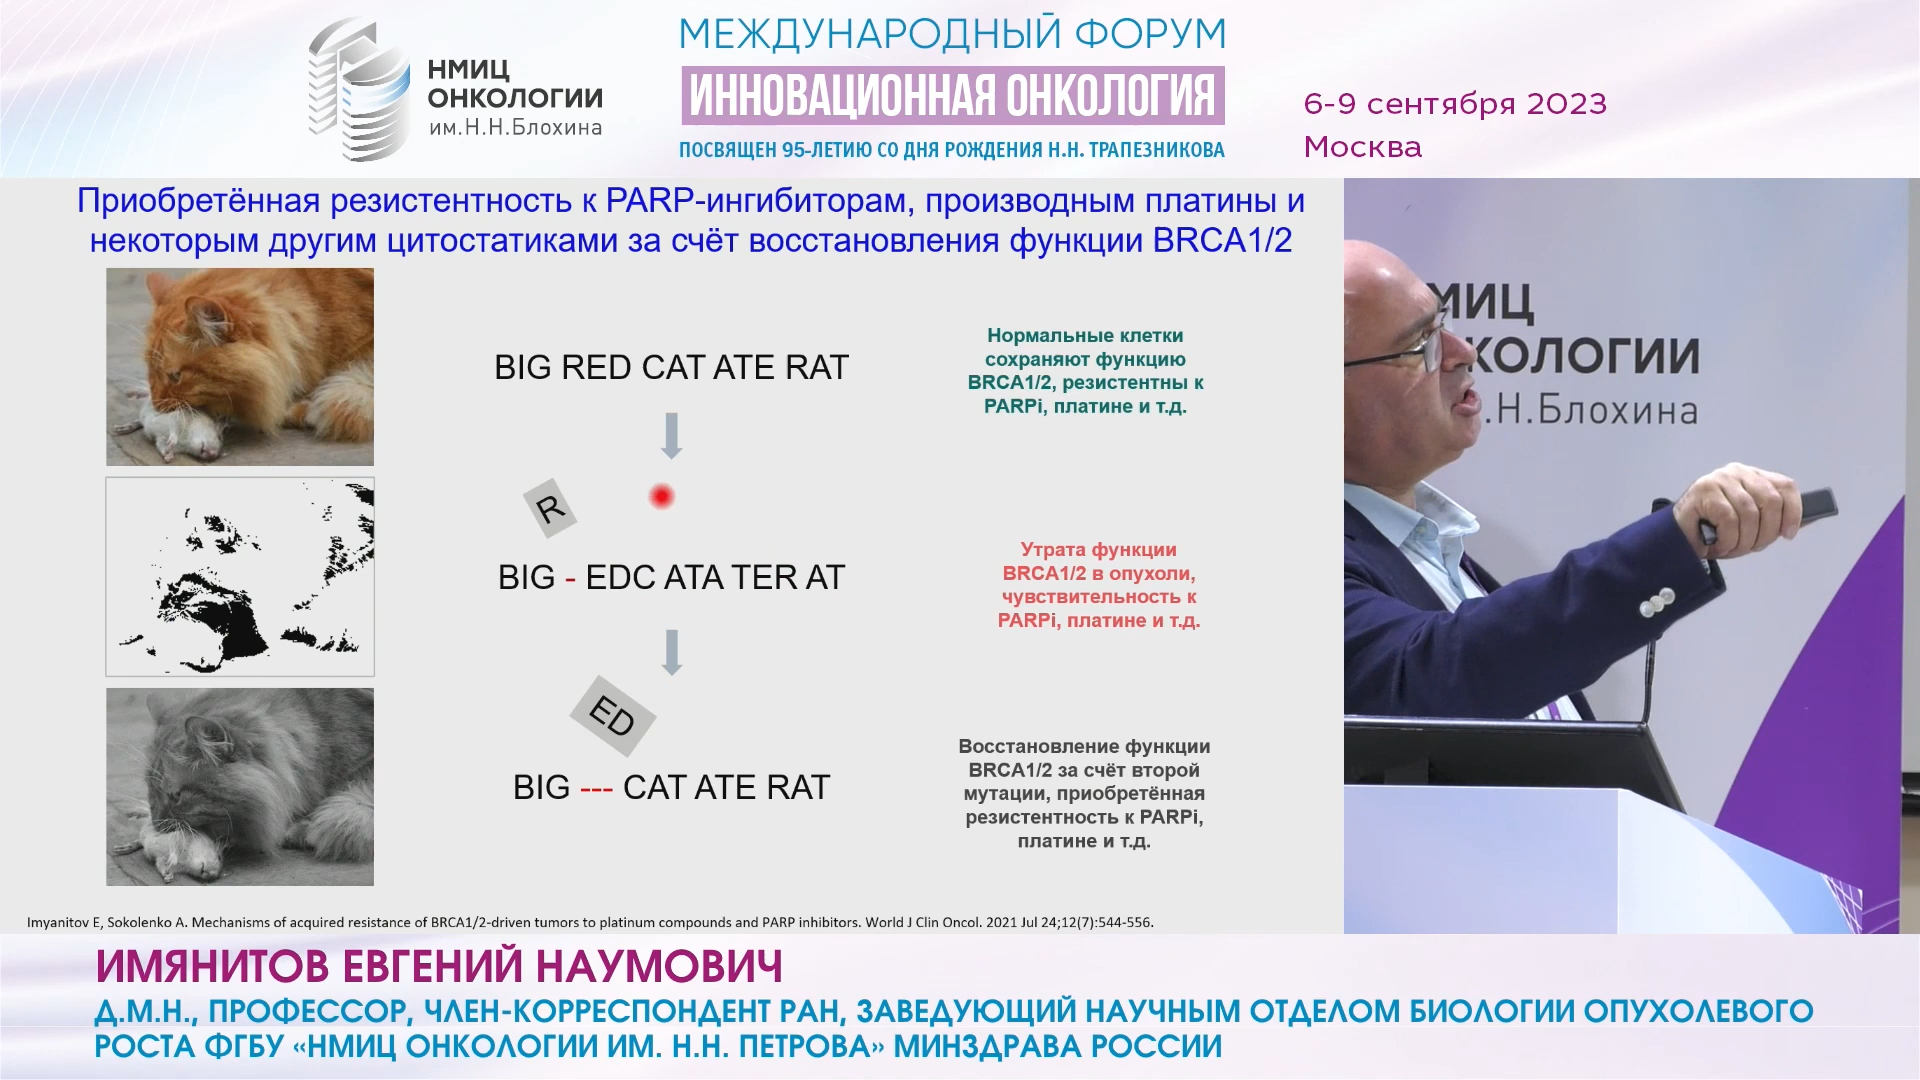 НМИЦ
ОНКОЛОГИИ
им.Н.Н.Блохина
МЕЖДУНАРОДНЫЙ ФОРУМ
ИННОВАЦИОННАЯ ОНКОЛОГИЯ
ПОСВЯЩЕН 95-ЛЕТИЮ СО ДНЯ РОЖДЕНИЯ Н.Н. ТРАПЕЗНИКОВА
6-9 сентября 2023
Москва
Приобретённая резистентность к PARP-ингибиторам, производным платины и
некоторым другим цитостатиками за счёт восстановления функции BRCA1/2
BIG RED CAT ATE RAT
Нормальные клетки
сохраняют функцию
BRCA1/2, резистентны к
PARPi, платине и т.д.
R
BIG - EDC ATA TER AT
Утрата функции
BRCA1/2 в опухоли,
чувствительность к
PARPi, платине и т.д.
ED
BIG --- CAT ATE RAT
Восстановление функции
BRCA1/2 за счёт второй
мутации, приобретённая
резистентность к PARPi,
платине и т.д.
Imyanitov E, Sokolenko A. Mechanisms of acquired resistance of BRCA1/2-driven tumors to platinum compounds and PARP inhibitors. World J Clin Oncol. 2021 Jul 24;12(7):544-556.
МИЦ
КОЛОГИИ
.Н.Блохина
ИМЯНИТОВ ЕВГЕНИЙ НАУМОВИЧ
Д.М.Н., ПРОФЕССОР, ЧЛЕН-КОРРЕСПОНДЕНТ РАН, ЗАВЕДУЮЩИЙ НАУЧНЫМ ОТДЕЛОМ БИОЛОГИИ ОПУХОЛЕВОГО
РОСТА ФГБУ «НМИЦ ОНКОЛОГИИ ИМ. Н.Н. ПЕТРОВА» МИНЗДРАВА РОССИИ